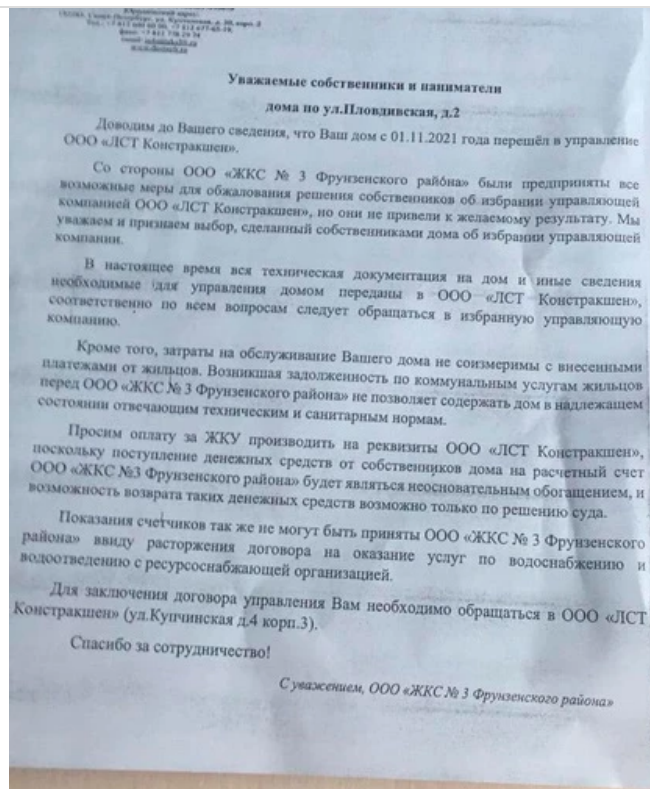 Уважаемые собственники и наниматели
дома по ул.Пловдивская, д.2
Доводим до Вашего сведения, что Ваш дом с 01.11.2021 года перешёл в управление
ООО «ЛСТ Констракшен».
Со стороны ООО «ЖКС № 3 Фрунзенского района» были предприняты все
возможные меры для обжалования решения собственников об избрании управляющей
компанией ООО «ЛСТ Констракшен», но они не привели к желаемому результату. Мы
уважаем и признаем выбор, сделанный собственниками дома об избрании управляющей
компании.
В настоящее время вся техническая документация на дом и иные сведения
необходимые для управления домом переданы в ООО «ЛСТ Констракшен»,
соответственно по всем вопросам следует обращаться в избранную управляющую
компанию.
Кроме того, затраты на обслуживание Вашего дома не соизмеримы с внесенными
платежами от жильцов. Возникшая задолженность по коммунальным услугам жильцов
перед ООО «ЖКС № 3 Фрунзенского района» не позволяет содержать дом в надлежащем
состоянии отвечающим техническим и санитарным нормам.
Просим оплату за ЖКУ производить на реквизиты ООО «ЛСТ Констракшен»,
поскольку поступление денежных средств от собственников дома на расчетный счет
ООО «ЖКС №3 Фрунзенского района» будет являться неосновательным обогащением, и
возможность возврата таких денежных средств возможно только по решению суда.
Показания счетчиков так же не могут быть приняты ООО «ЖКС № 3 Фрунзенского
района» ввиду расторжения договора на оказание услуг по водоснабжению и
водоотведению с ресурсоснабжающей организацией.
Для заключения договора управления Вам необходимо обращаться в ООО «ЛСТ
Констракшен» (ул.Купчинская д.4 корп.3).
Спасибо за сотрудничество!
С уважением, ООО «ЖКС № 3 Фрунзенского района»